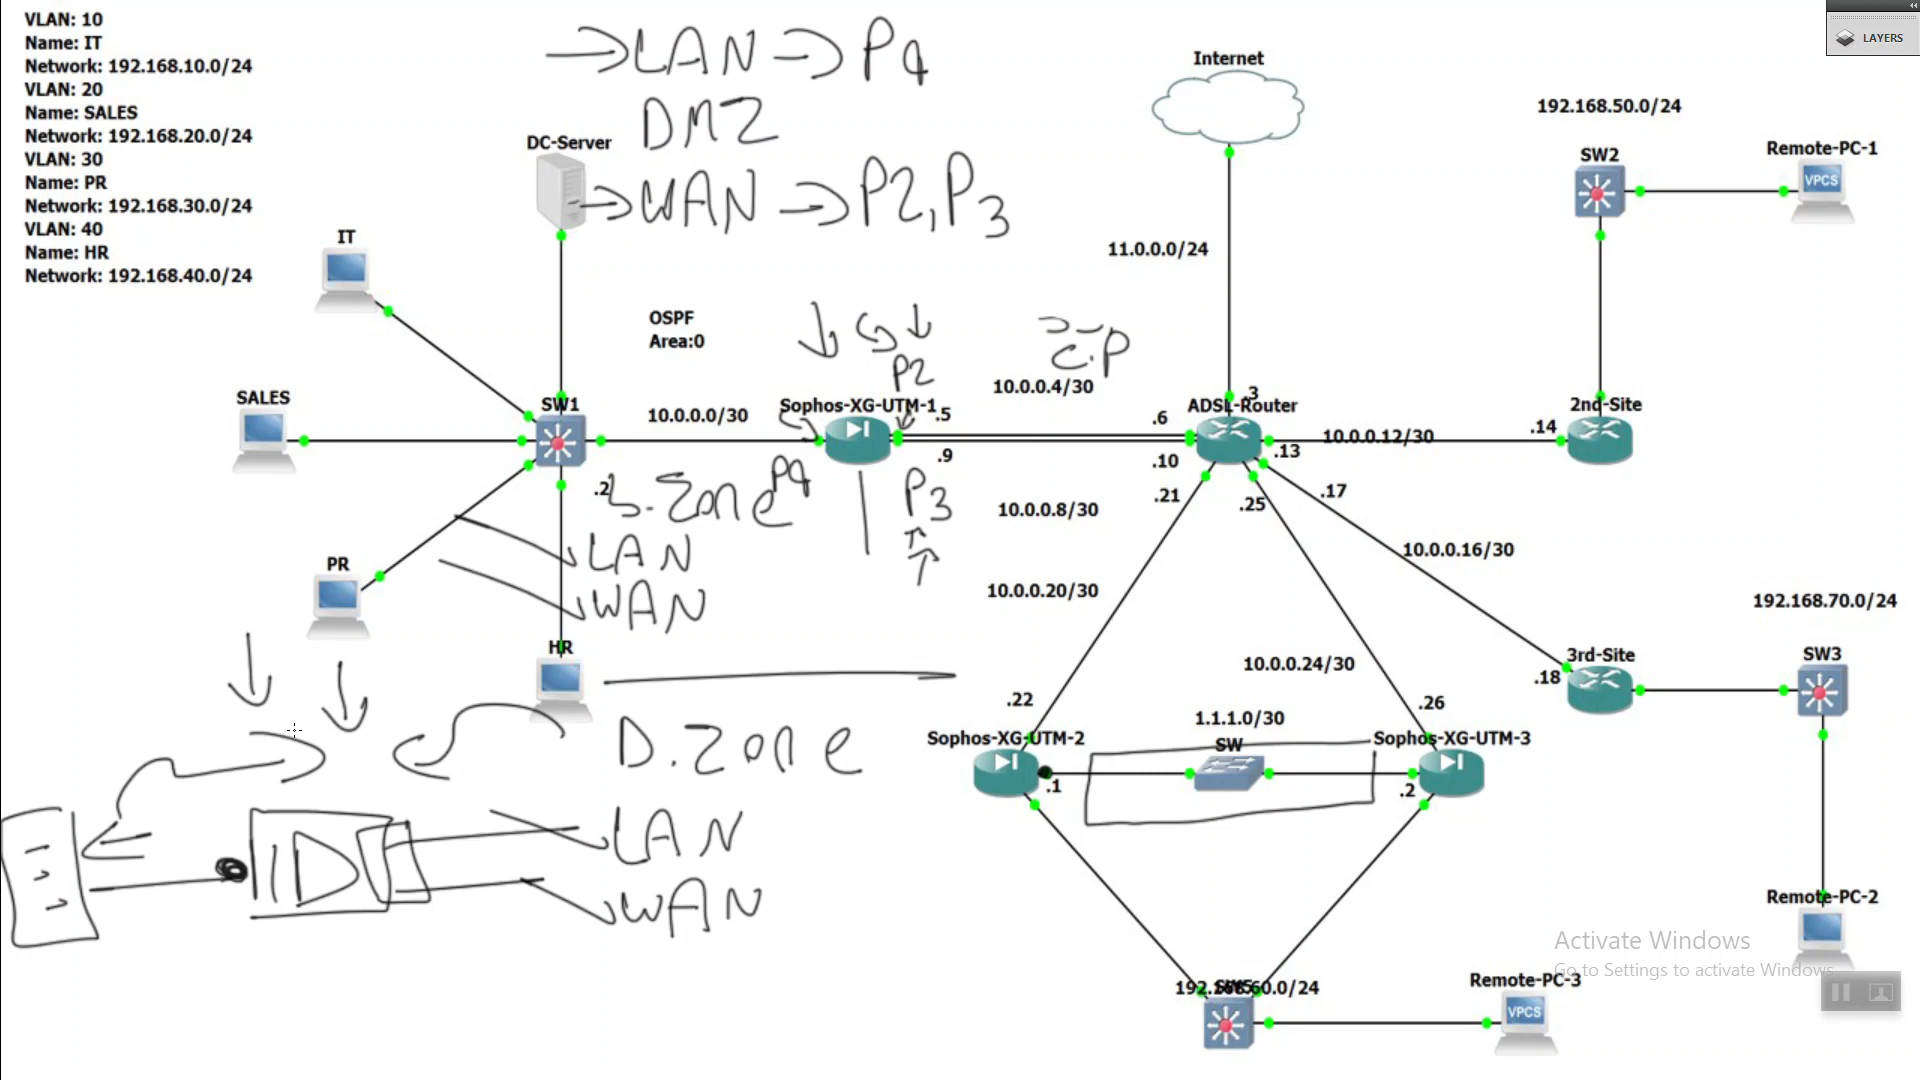 VLAN: 10
Name: IT
Network: 192.168.10.0/24
VLAN: 20
Name: SALES
Network: 192.168.20.0/24
VLAN: 30
Name: PR
Network: 192.168.30.0/24
VLAN: 40
Name: HR
Network: 192.168.40.0/24
LAN P4
DMZ
WAN P2, P3
LAYERS
Internet
192.168.50.0/24
DC-Server
SW2
Remote-PC-1
VPCS
IT
11.0.0.0/24
OSPF
Area:0
P2
C.P
10.0.0.4/30
SALES
SW1
10.0.0.0/30
Sophos-XG-UTM-1
.5
.6
.3
ADSL-Router
2nd-Site
.14
10.0.0.12/30
.9
.10
.13
.2
S.Zone
P4
P3
10.0.0.8/30
.21
.25
.17
10.0.0.16/30
LAN
WAN
PR
10.0.0.20/30
192.168.70.0/24
HR
10.0.0.24/30
3rd-Site
.18
SW3
.22
.26
1.1.1.0/30
D.Zone
Sophos-XG-UTM-2
SW
Sophos-XG-UTM-3
.1
.2
LAN
WAN
Remote-PC-2
Activate Windows
Go to Settings to activate Windows.
192.168.60.0/24
Remote-PC-3
VPCS